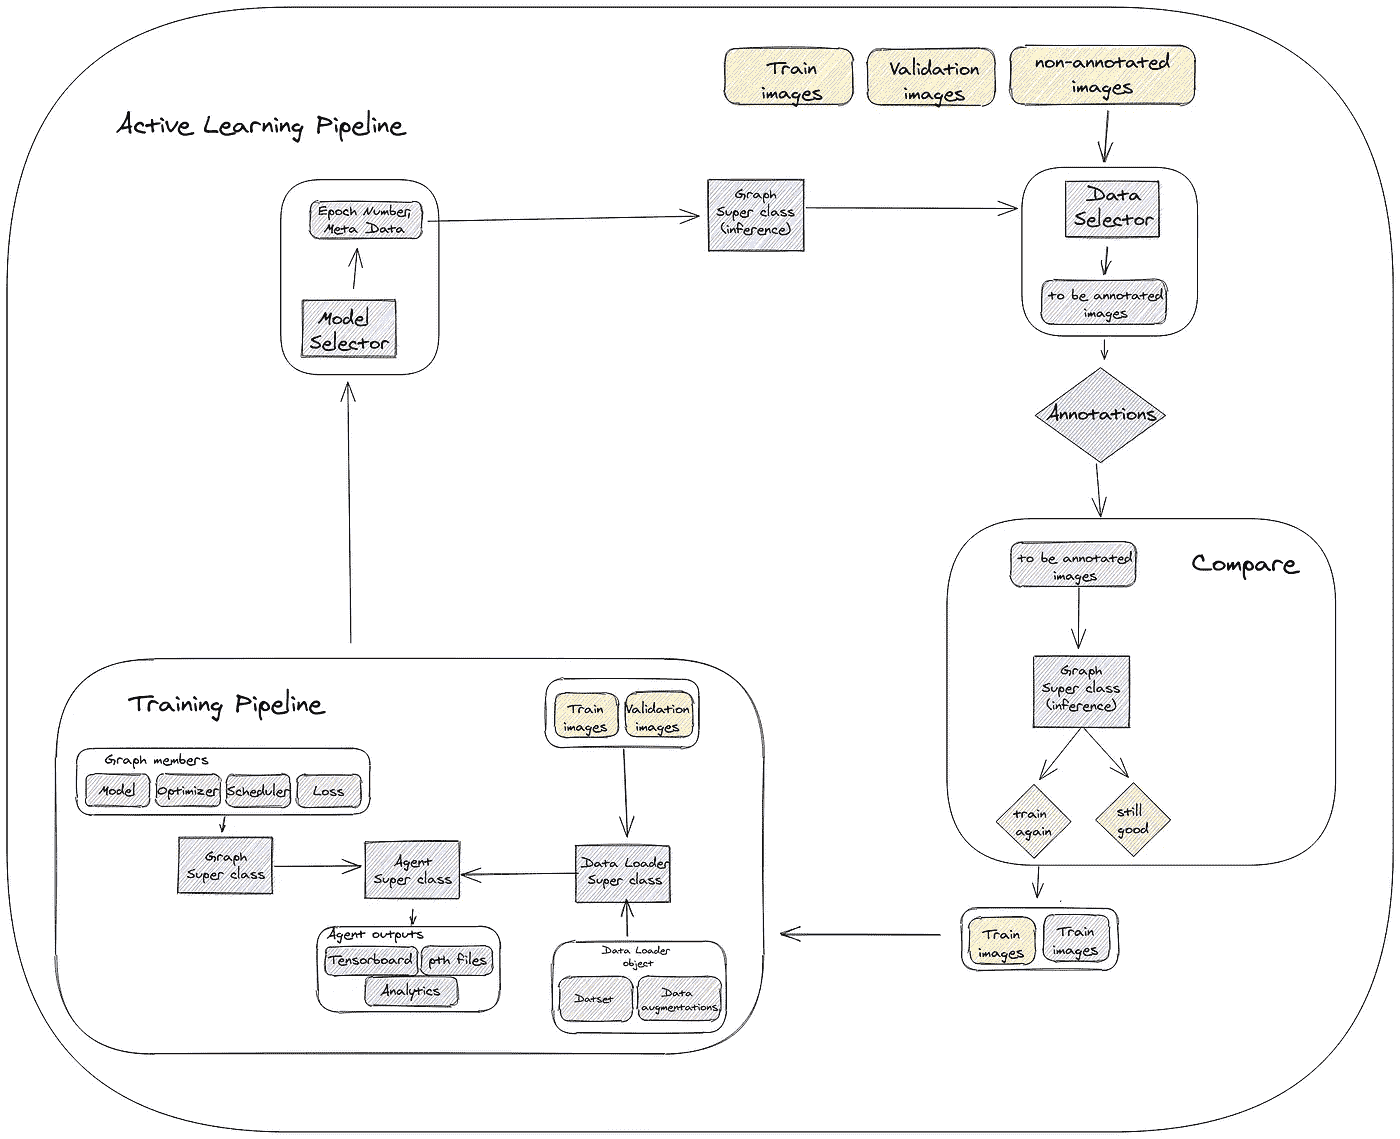 Train
images
Validation
images
non-annotated
images
Active Learning Pipeline
Epoch Number,
Meta Data
Model
Selector
Graph
Super class
(inference)
Data
Selector
to be annotated
images
Annotations
Compare
to be annotated
images
Graph
Super class
(inference)
train
again
still
good
Train
images
Train
images
Training Pipeline
Train
images
Validation
images
Graph members
Model
Optimizer
Scheduler
Loss
Graph
Super class
Agent
Super class
Data Loader
Super class
Agent outputs
Tensorboard
pth files
Analytics
Data Loader
object
Datset
Data
augmentations